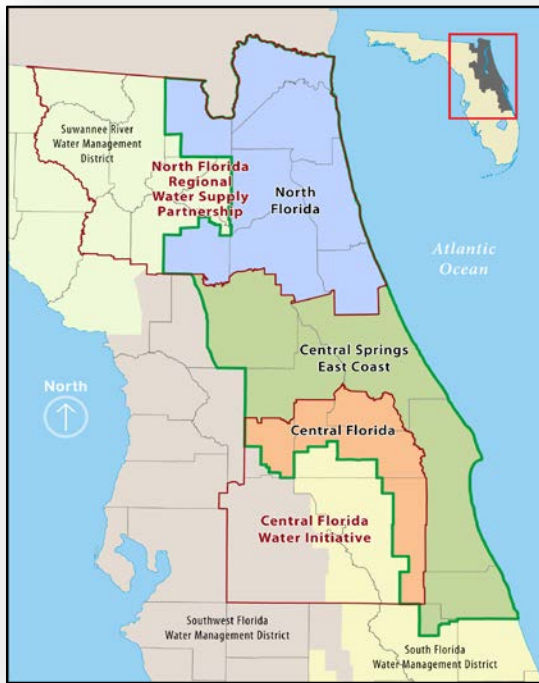 Suwannee River
Water Management
District
North Florida
Regional
Water Supply
Partnership
North
Florida
Atlantic
Ocean
Central Springs
East Coast
North
Central Florida
Central Florida
Water Initiative
Southwest Florida
Water Management District
South Florida
Water Management District